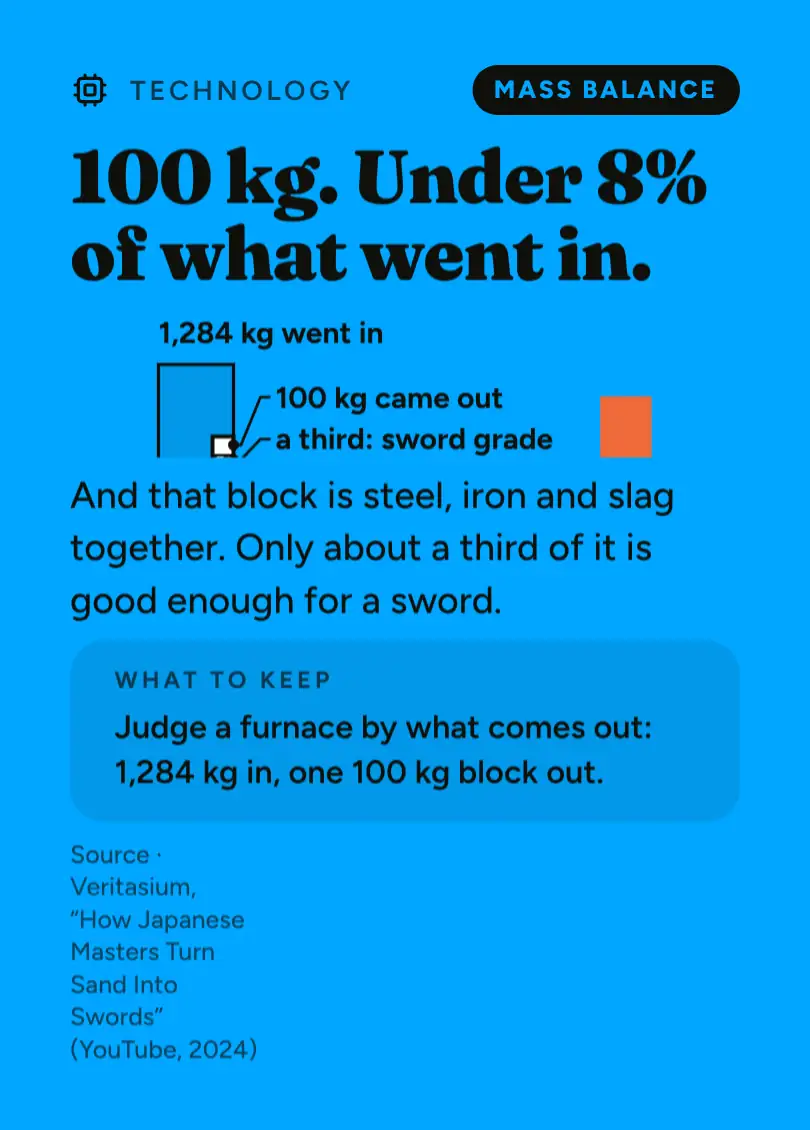 TECHNOLOGY
MASS BALANCE
100 kg. Under 8%
of what went in.
1,284 kg went in
100 kg came out
a third: sword grade
And that block is steel, iron and slag
together. Only about a third of it is
good enough for a sword.
WHAT TO KEEP
Judge a furnace by what comes out:
1,284 kg in, one 100 kg block out.
Source ·
Veritasium,
“How Japanese
Masters Turn
Sand Into
Swords”
(YouTube, 2024)